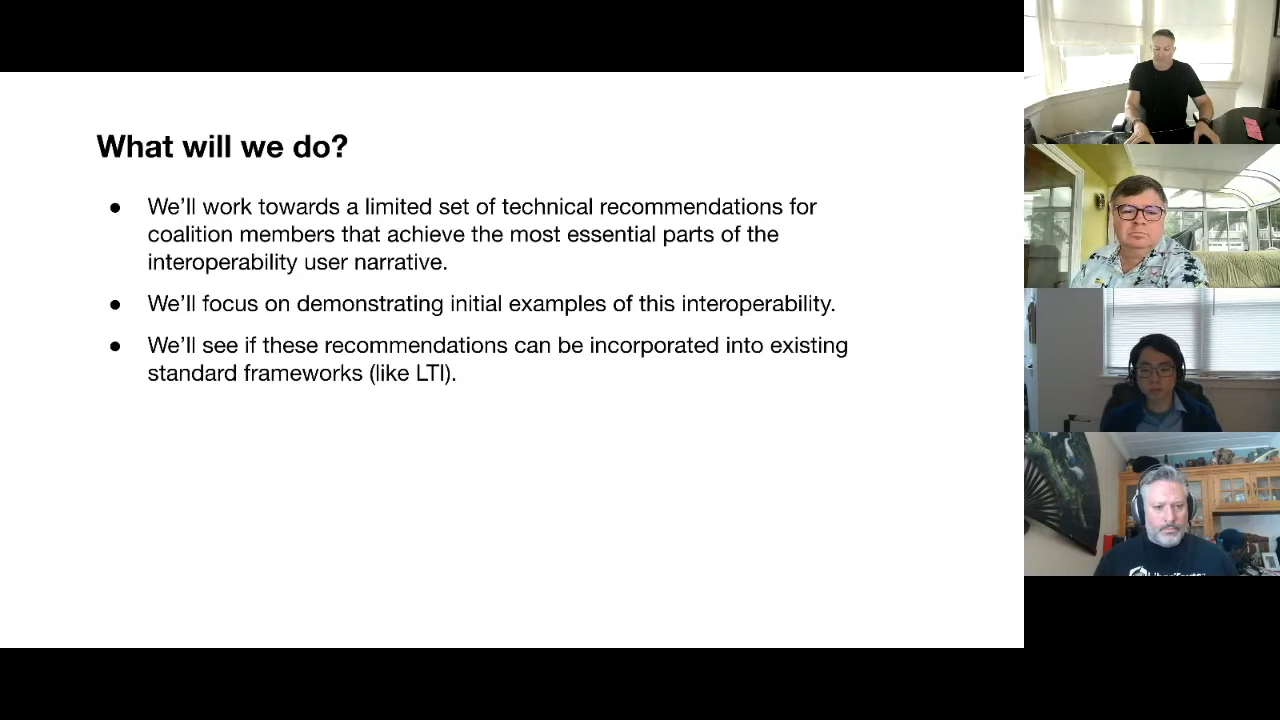 What will we do?
● We'll work towards a limited set of technical recommendations for
coalition members that achieve the most essential parts of the
interoperability user narrative.
● We'll focus on demonstrating initial examples of this interoperability.
● We'll see if these recommendations can be incorporated into existing
standard frameworks (like LTI).